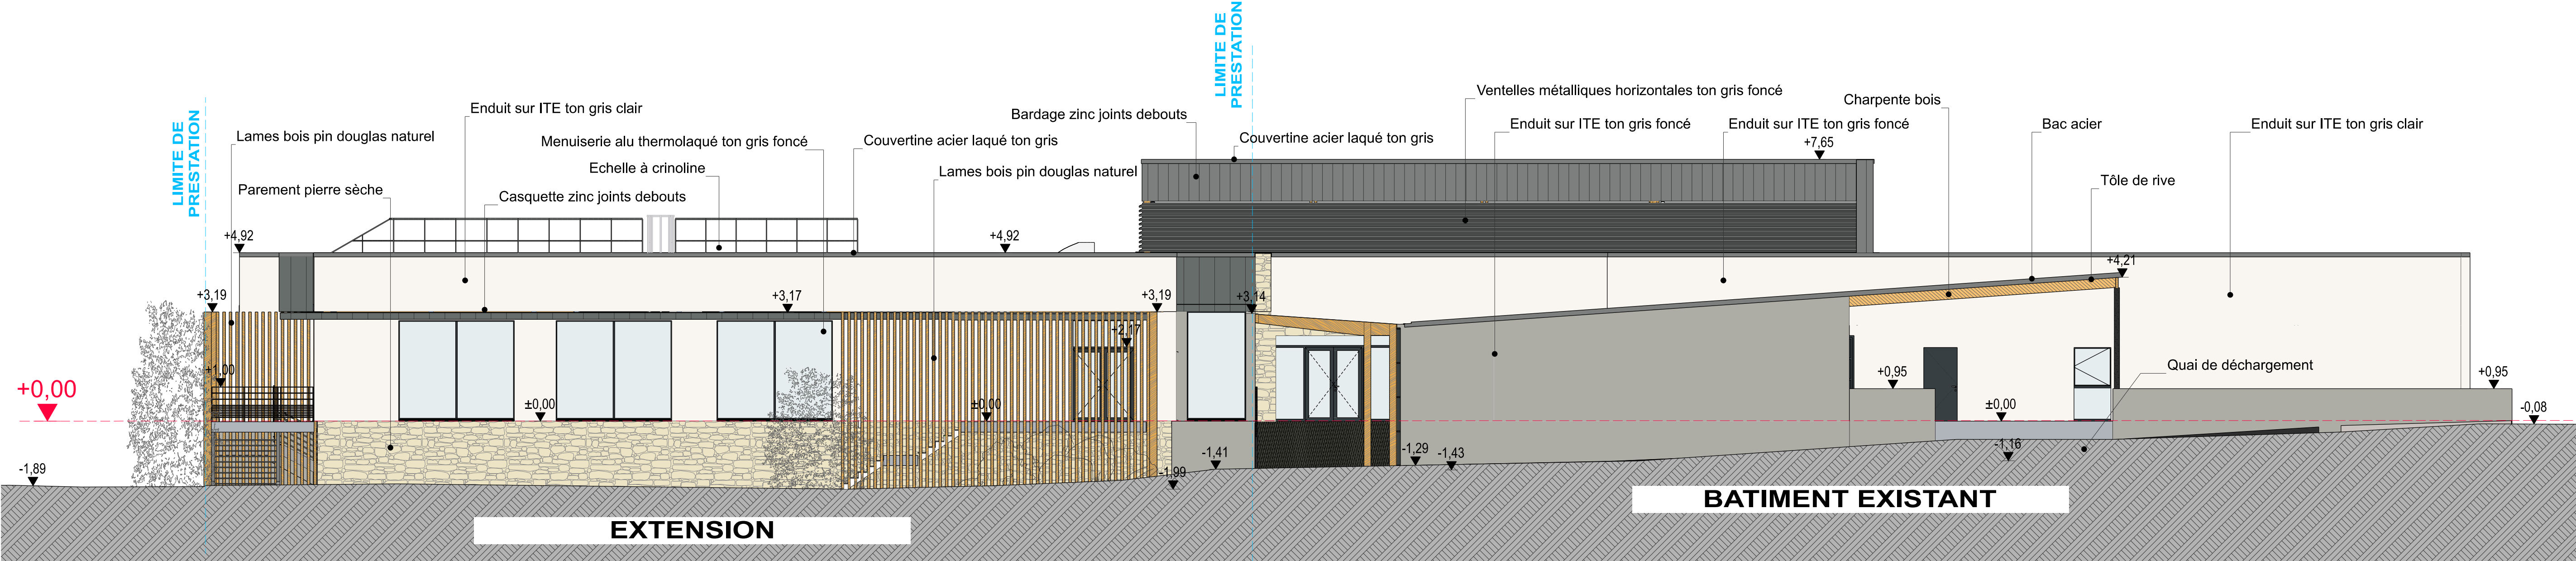 LIMITE DE
PRESTATION
LIMITE DE
PRESTATION
Ventelles métalliques horizontales ton gris foncé
Charpente bois
Enduit sur ITE ton gris clair
Bardage zinc joints debouts
Enduit sur ITE ton gris foncé
Enduit sur ITE ton gris foncé
Bac acier
Enduit sur ITE ton gris clair
Lames bois pin douglas naturel
Menuiserie alu thermolaqué ton gris foncé
Couvertine acier laqué ton gris
Couvertine acier laqué ton gris
+7,65
Echelle à crinoline
Lames bois pin douglas naturel
Tôle de rive
Parement pierre sèche
Casquette zinc joints debouts
+4,92
+4,92
+4,21
+3,19
+3,17
+3,19
+3,14
+2,17
+1,00
Quai de déchargement
+0,95
+0,95
+0,00
±0,00
±0,00
±0,00
-0,08
-1,89
-1,99
-1,41
-1,29
-1,43
-1,16
EXTENSION
BATIMENT EXISTANT